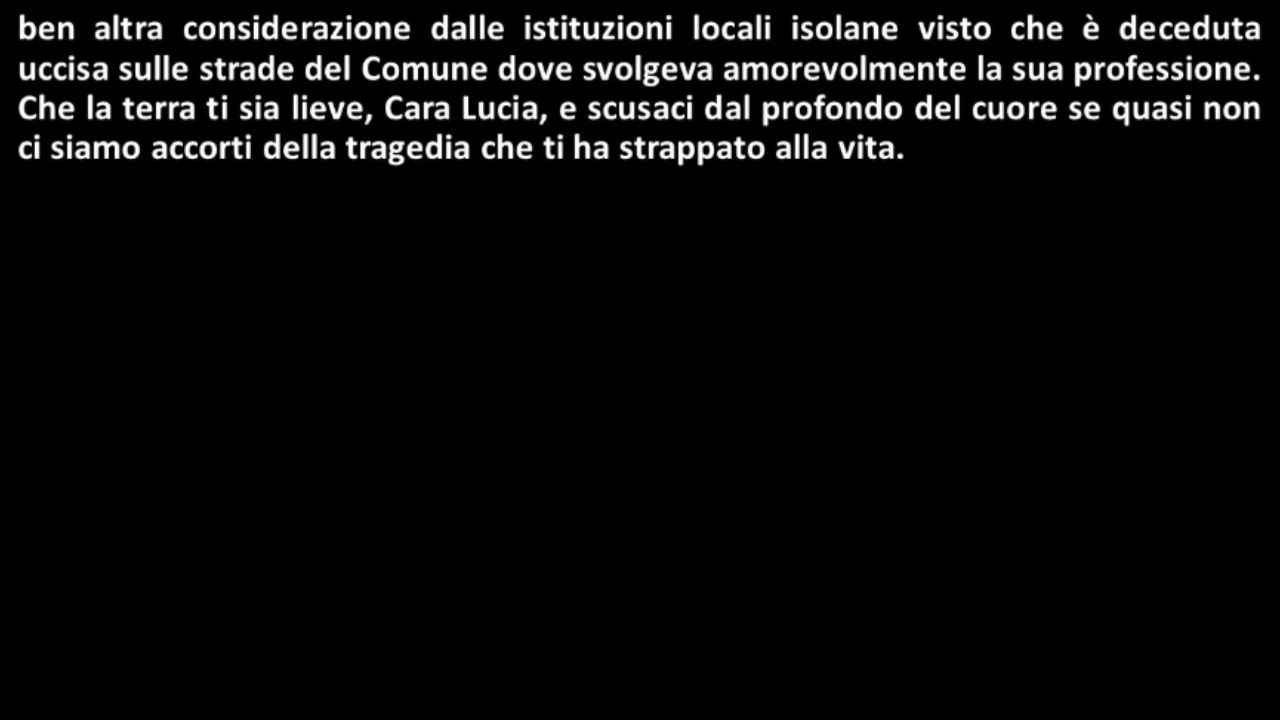 ben altra considerazione dalle istituzioni locali isolane visto che è deceduta
uccisa sulle strade del Comune dove svolgeva amorevolmente la sua professione.
Che la terra ti sia lieve, Cara Lucia, e scusaci dal profondo del cuore se quasi non
ci siamo accorti della tragedia che ti ha strappato alla vita.